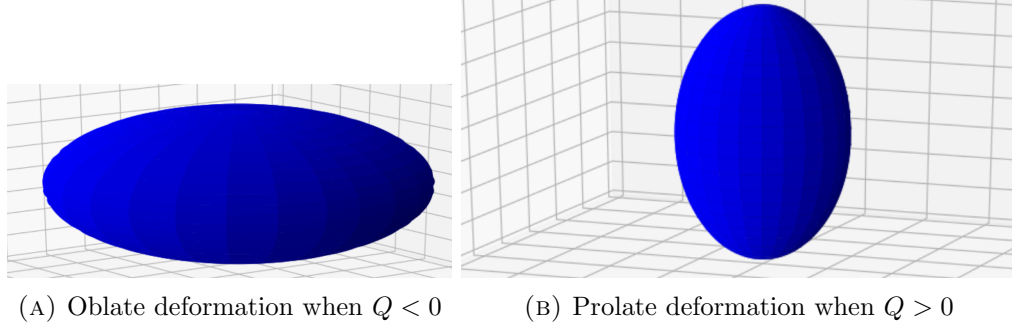 (A) Oblate deformation when Q < 0
(B) Prolate deformation when Q > 0